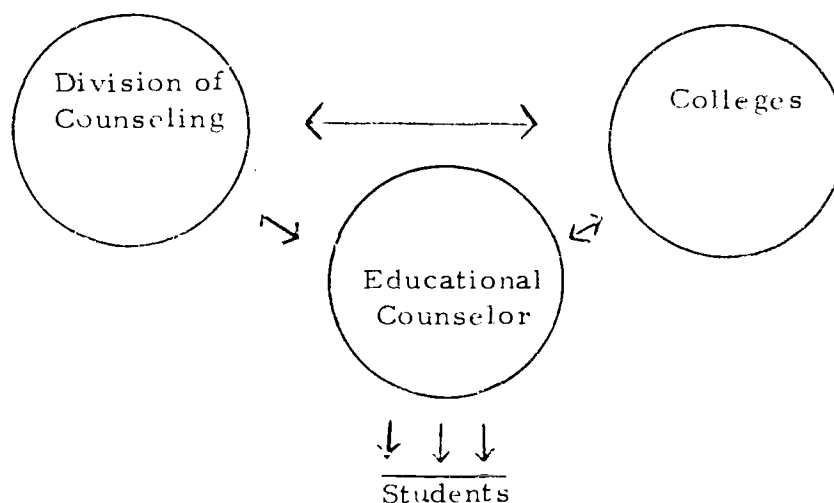 Division of
Counseling
Colleges
Educational
Counselor
Students